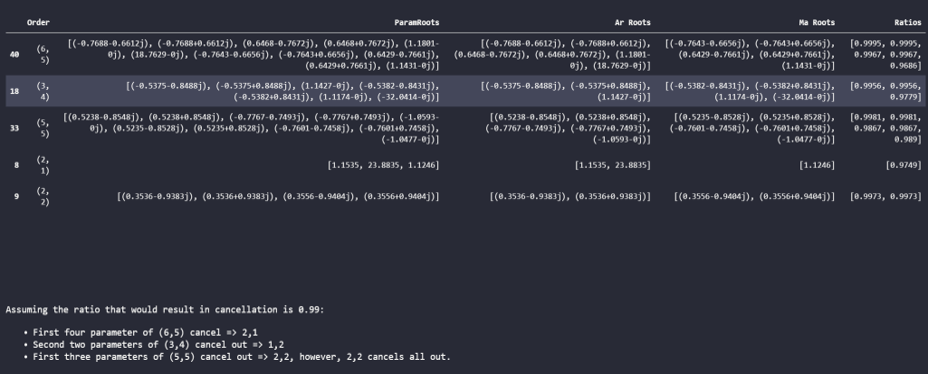 Order ParamRoots Ar Roots Ma Roots Ratios
[(-0.7688-0.6612j), (-0.7688+0.6612j), (0.6468-0.7672j), (0.6468+0.7672j), (1.1801- [(-0.7688-0.6612j), (-0.7688+0.6612j), [(-0.7643-0.6656j), (-0.7643+0.6656j), [0.9995, 0.9995,
40 (6, 5) 0j), (18.7629-0j), (-0.7643-0.6656j), (-0.7643+0.6656j), (0.6429-0.7661j), (0.6468-0.7672j), (0.6468+0.7672j), (1.1801- (0.6429-0.7661j), (0.6429+0.7661j), 0.9967, 0.9967,
(0.6429+0.7661j), (1.1431-0j)] 0j), (18.7629-0j)] (1.1431-0j)] 0.9686]
18 (3, 4) [(-0.5375-0.8488j), (-0.5375+0.8488j), (1.1427-0j), (-0.5382-0.8431j), [(-0.5375-0.8488j), (-0.5375+0.8488j), [(-0.5382-0.8431j), (-0.5382+0.8431j), [0.9956, 0.9956,
(-0.5382+0.8431j), (1.1174-0j), (-32.0414-0j)] (1.1427-0j)] (1.1174-0j), (-32.0414-0j)] 0.9779]
[(0.5238-0.8548j), (0.5238+0.8548j), (-0.7767-0.7493j), (-0.7767+0.7493j), (-1.0593- [(0.5238-0.8548j), (0.5238+0.8548j), [(0.5235-0.8528j), (0.5235+0.8528j), [0.9981, 0.9981,
33 (5, 5) 0j), (0.5235-0.8528j), (0.5235+0.8528j), (-0.7601-0.7458j), (-0.7601+0.7458j), (-0.7767-0.7493j), (-0.7767+0.7493j), (-0.7601-0.7458j), (-0.7601+0.7458j), 0.9867, 0.9867,
(-1.0477-0j)] (-1.0593-0j)] (-1.0477-0j)] 0.989]
8 (2, 1) [1.1535, 23.8835, 1.1246] [1.1535, 23.8835] [1.1246] [0.9749]
9 (2, 2) [(0.3536-0.9383j), (0.3536+0.9383j), (0.3556-0.9404j), (0.3556+0.9404j)] [(0.3536-0.9383j), (0.3536+0.9383j)] [(0.3556-0.9404j), (0.3556+0.9404j)] [0.9973, 0.9973]
Assuming the ratio that would result in cancellation is 0.99:
• First four parameter of (6,5) cancel => 2,1
• Second two parameters of (3,4) cancel out => 1,2
• First three parameters of (5,5) cancel out => 2,2, however, 2,2 cancels all out.